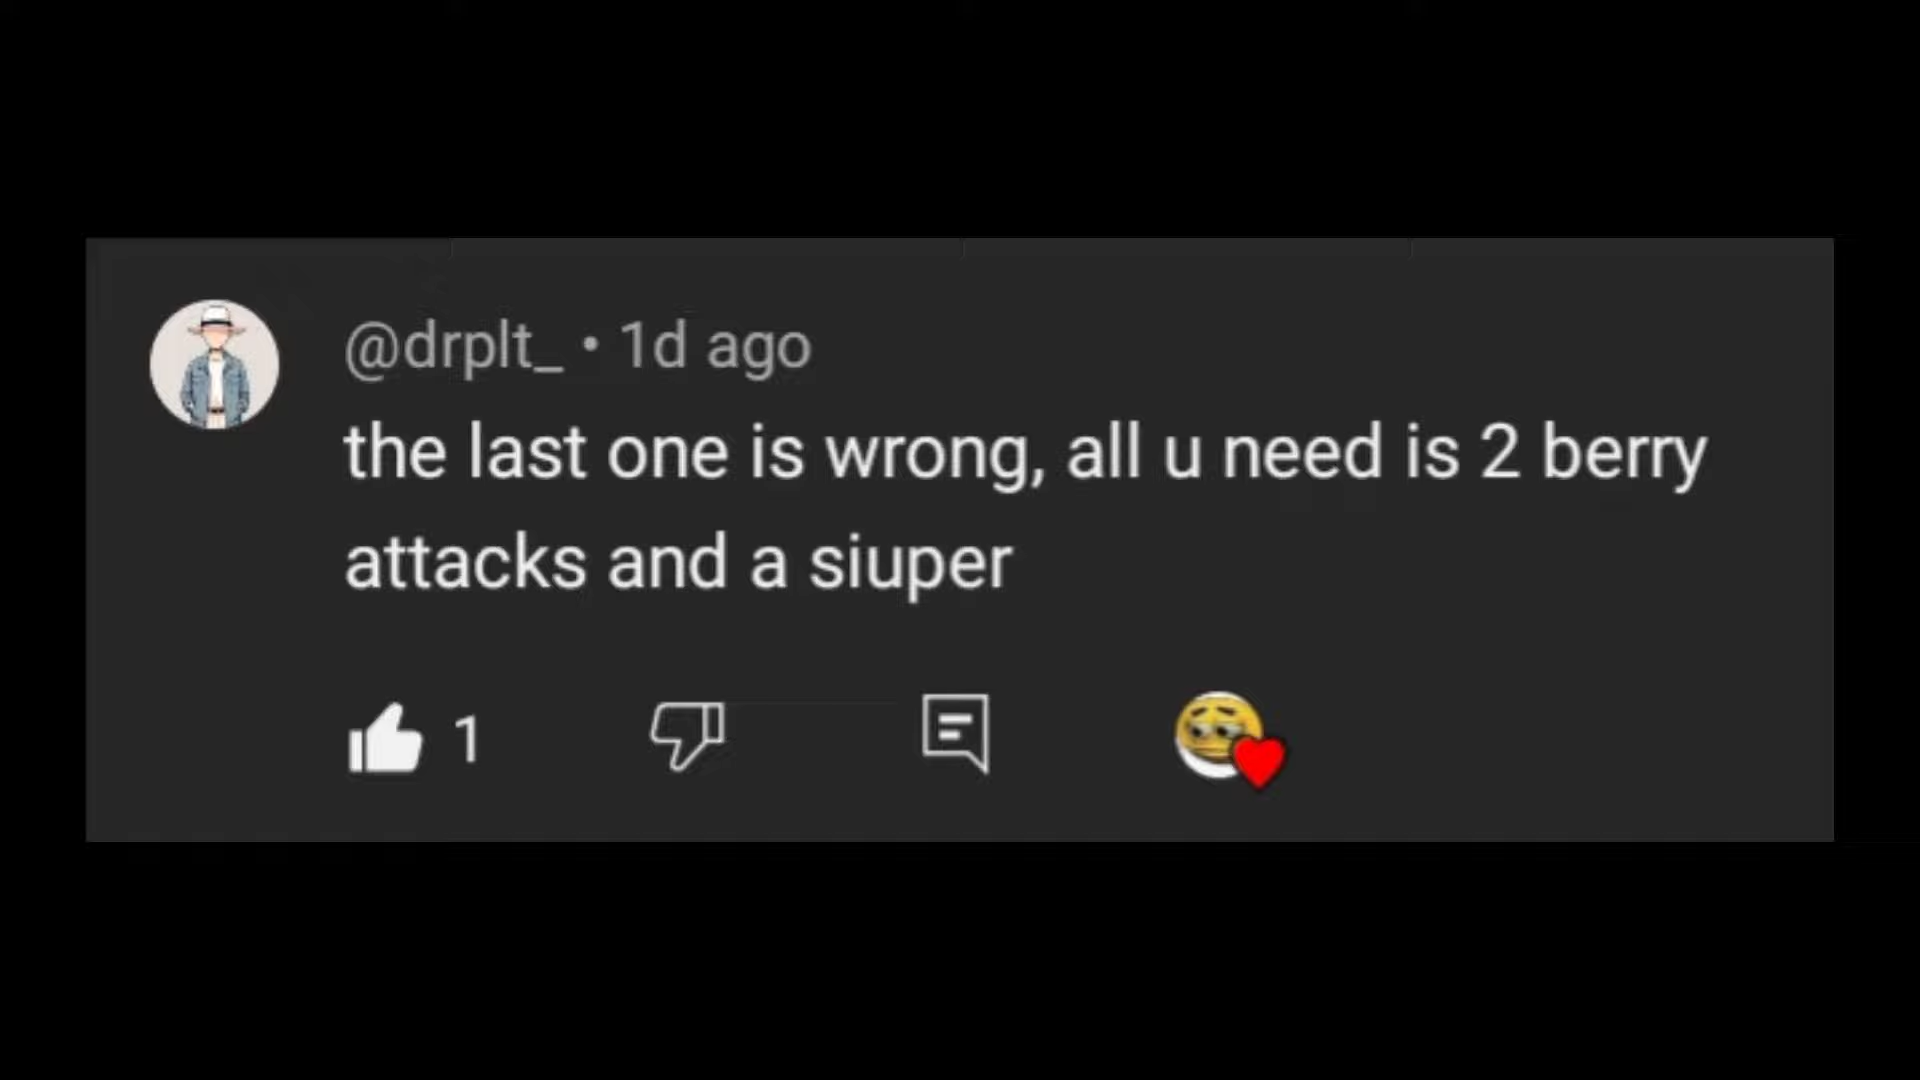 @drplt_ • 1d ago
the last one is wrong, all u need is 2 berry
attacks and a siuper
1